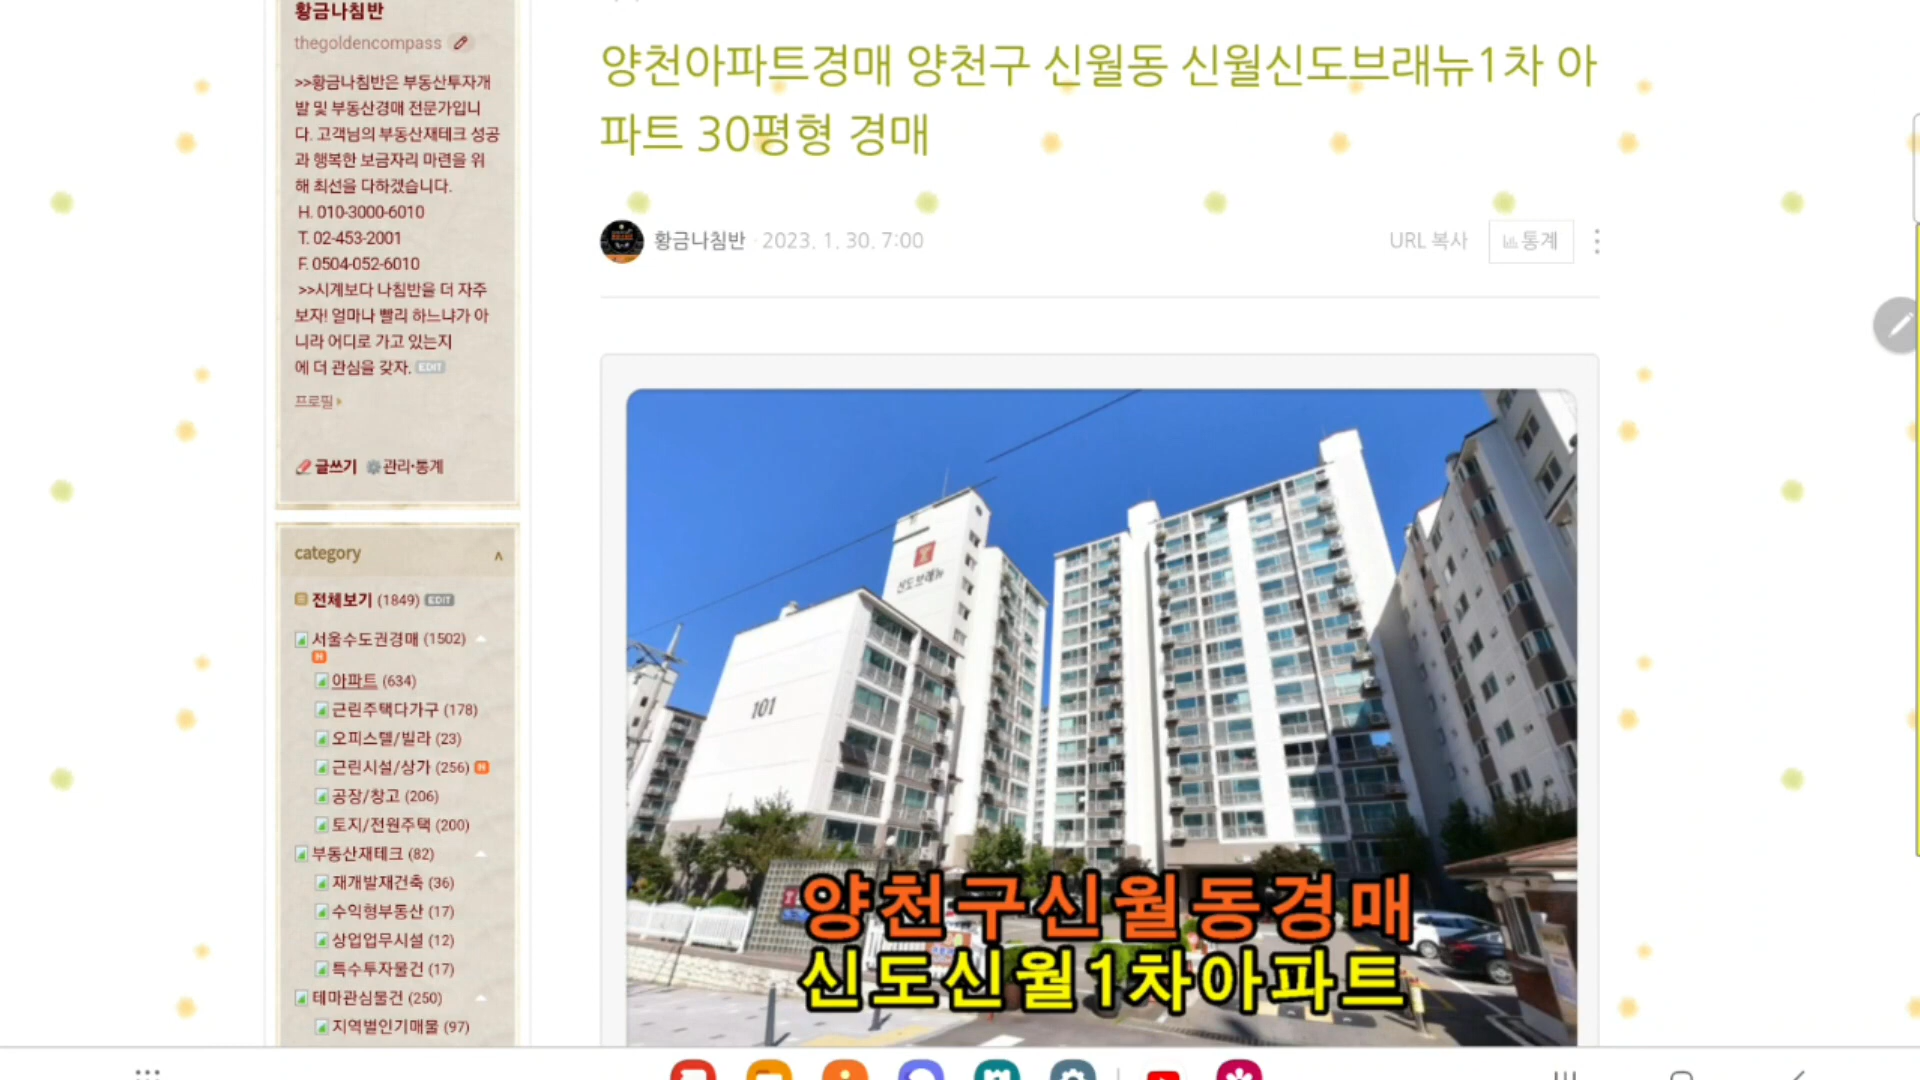 황금나침반
thegoldencompass
>>황금나침반은 부동산투자개
발 및 부동산경매 전문가입니
다. 고객님의 부동산재테크 성공
과 행복한 보금자리 마련을 위
해 최선을 다하겠습니다.
H. 010-3000-6010
T. 02-453-2001
F. 0504-052-6010
>>시계보다 나침반을 더 자주
보자! 얼마나 빨리 하느냐가 아
니라 어디로 가고 있는지
에 더 관심을 갖자. EDIT
프로필
글쓰기 관리•통계
category
전체보기 (1849) EDIT
서울수도권경매 (1502)
N
아파트 (634)
근린주택다가구 (178)
오피스텔/빌라 (23)
근린시설/상가 (256) N
공장/창고 (206)
토지/전원주택 (200)
부동산재테크 (82)
재개발재건축 (36)
수익형부동산 (17)
상업업무시설 (12)
특수투자물건 (17)
테마관심물건 (250)
지역별인기매물 (97)
양천아파트경매 양천구 신월동 신월신도브래뉴1차 아
파트 30평형 경매
황금나침반 · 2023. 1. 30. 7:00
URL 복사 통계
신도브래뉴
101
양천구신월동경매
신도신월1차아파트